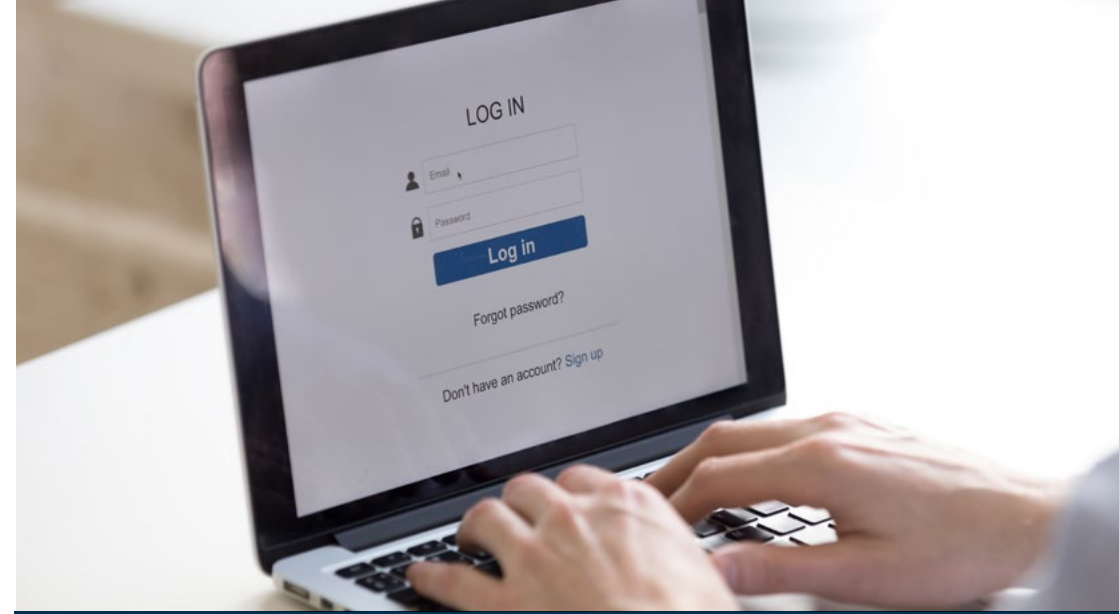 LOG IN
Email
Password
Log in
Forgot password?
Don't have an account? Sign up